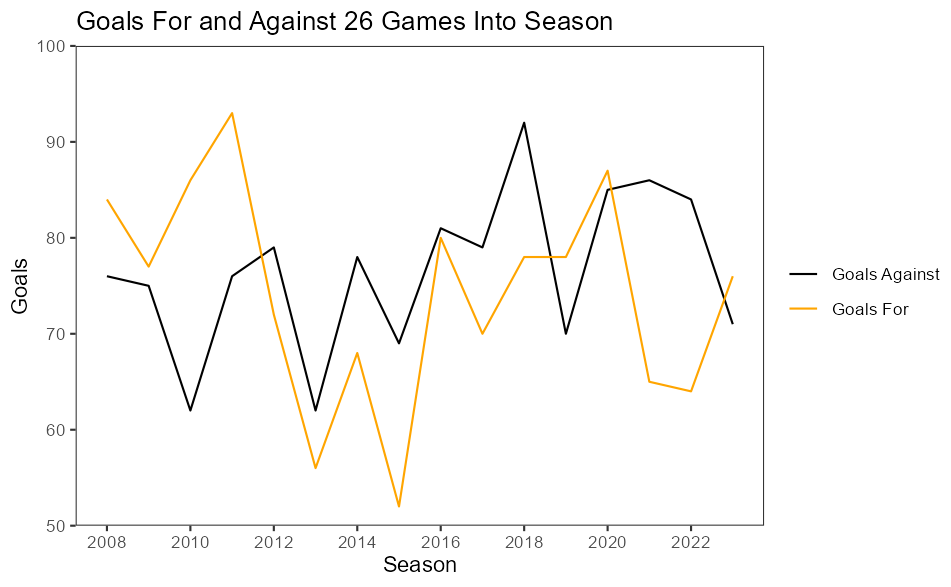 Goals For and Against 26 Games Into Season
100
90
80
70
60
50
Goals
2008 2010 2012 2014 2016 2018 2020 2022
Season
Goals Against
Goals For